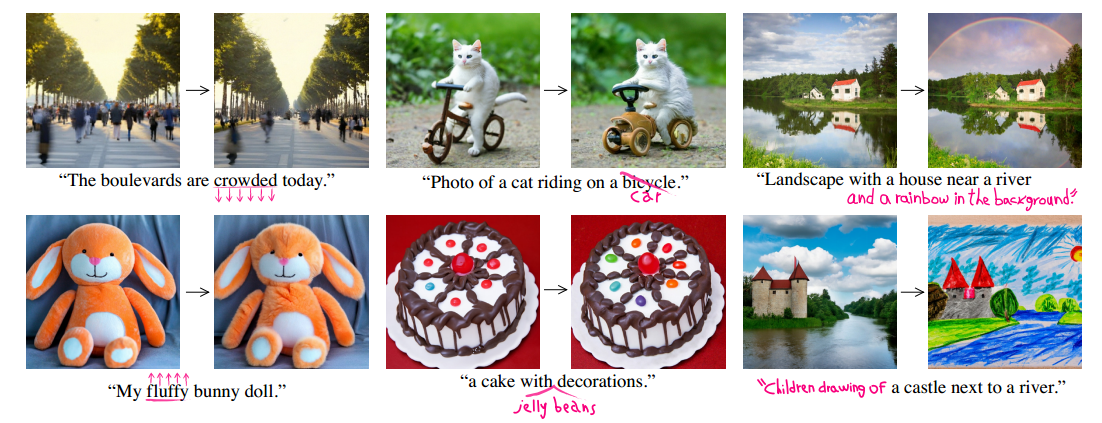 “The boulevards are crowded today.”
“Photo of a cat riding on a bicycle.”
car
“Landscape with a house near a river
and a rainbow in the background.”
“My fluffy bunny doll.”
“a cake with decorations.”
jelly beans
“Children drawing of a castle next to a river.”